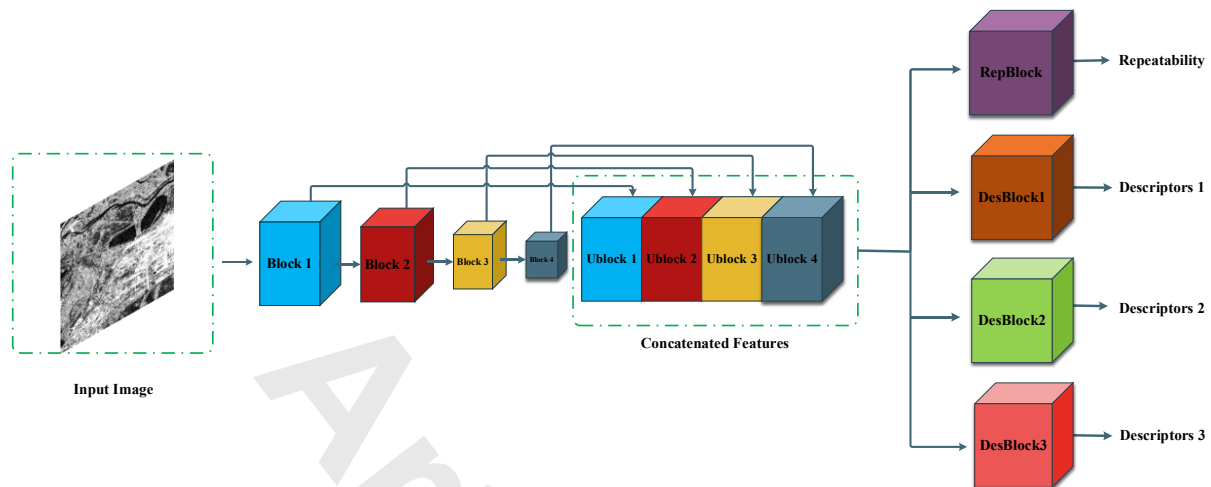 Input Image
Block 1
Block 2
Block 3
Block 4
Ublock 1
Ublock 2
Ublock 3
Ublock 4
Concatenated Features
RepBlock
Repeatability
DesBlock1
Descriptors 1
DesBlock2
Descriptors 2
DesBlock3
Descriptors 3